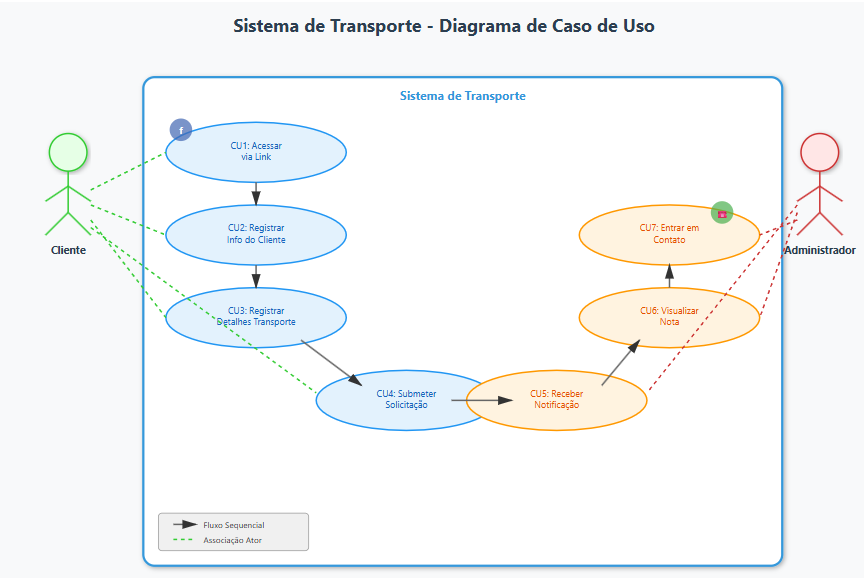 Sistema de Transporte - Diagrama de Caso de Uso
Sistema de Transporte
f
CU1: Acessar
via Link
CU2: Registrar
Info do Cliente
CU3: Registrar
Detalhes Transporte
CU4: Submeter
Solicitação
CU5: Receber
Notificação
CU6: Visualizar
Nota
CU7: Entrar em
Contato
Cliente
Administrador
Fluxo Sequencial
Associação Ator